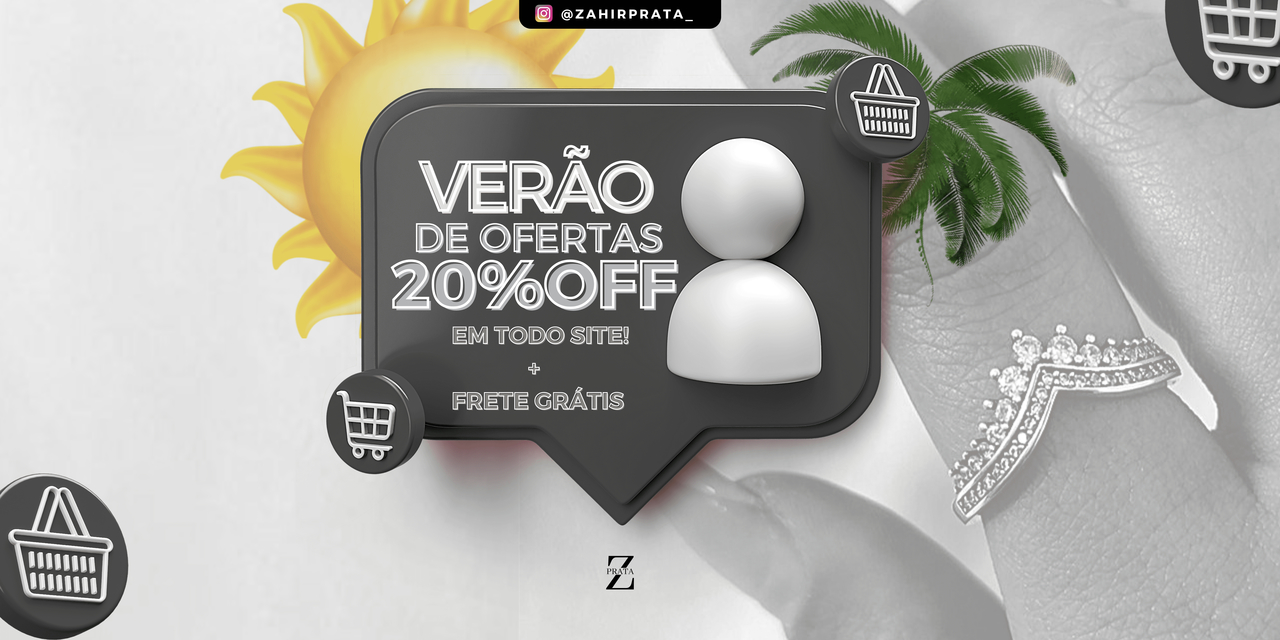 @ZAHIRPRATA_
VERÃO
DE OFERTAS
20%OFF
EM TODO SITE!
+
FRETE GRÁTIS
Z
PRATA